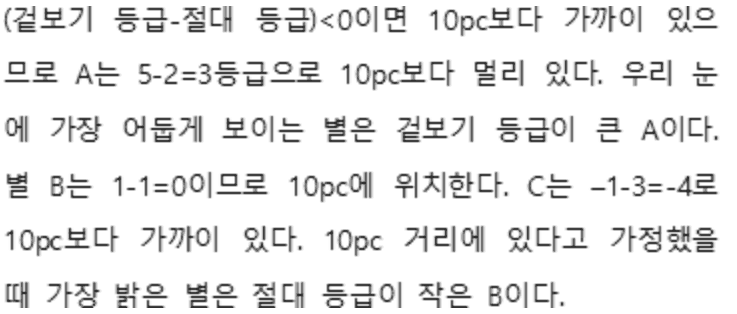 (겉보기 등급-절대 등급)<0이면 10pc보다 가까이 있으
므로 A는 5-2=3등급으로 10pc보다 멀리 있다. 우리 눈
에 가장 어둡게 보이는 별은 겉보기 등급이 큰 A이다.
별 B는 1-1=0이므로 10pc에 위치한다. C는 –1-3=-4로
10pc보다 가까이 있다. 10pc 거리에 있다고 가정했을
때 가장 밝은 별은 절대 등급이 작은 B이다.